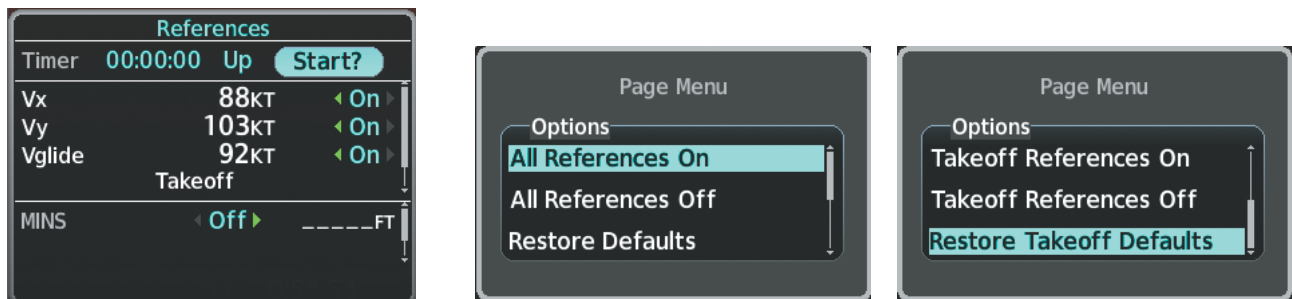 References
Timer 00:00:00 Up Start?
Vx 88KT On
Vy 103KT On
Vglide 92KT On
Takeoff
MINS Off _____FT
Page Menu
Options
All References On
All References Off
Restore Defaults
Page Menu
Options
Takeoff References On
Takeoff References Off
Restore Takeoff Defaults